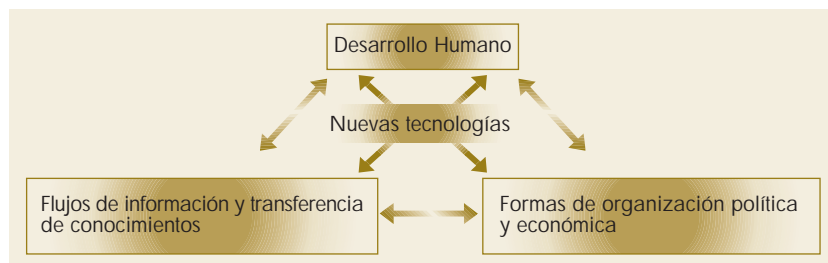 Desarrollo Humano
Nuevas tecnologías
Flujos de información y transferencia
de conocimientos
Formas de organización política
y económica